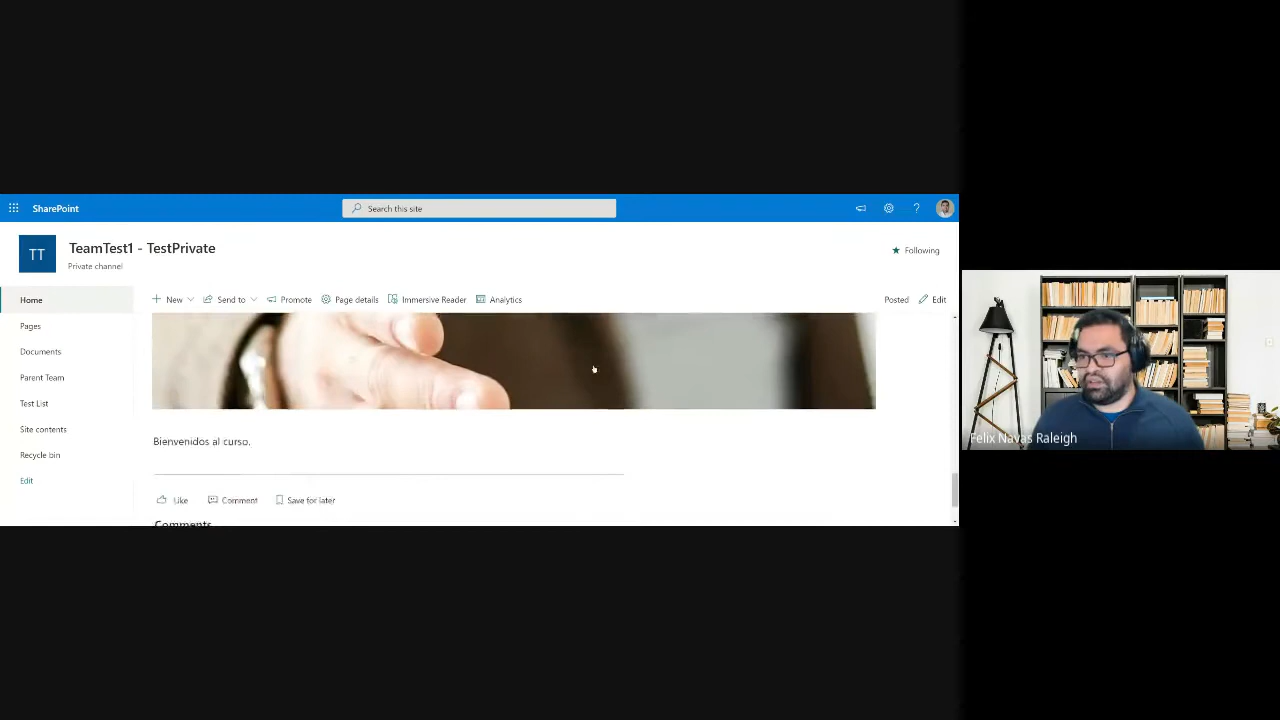 SharePoint
Search this site
?
TT
TeamTest1 - TestPrivate
Private channel
Following
Home
New
Send to
Promote
Page details
Immersive Reader
Analytics
Posted
Edit
Pages
Documents
Parent Team
Test List
Site contents
Recycle bin
Edit
Bienvenidos al curso.
Like
Comment
Save for later
Comments
Felix Navas Raleigh